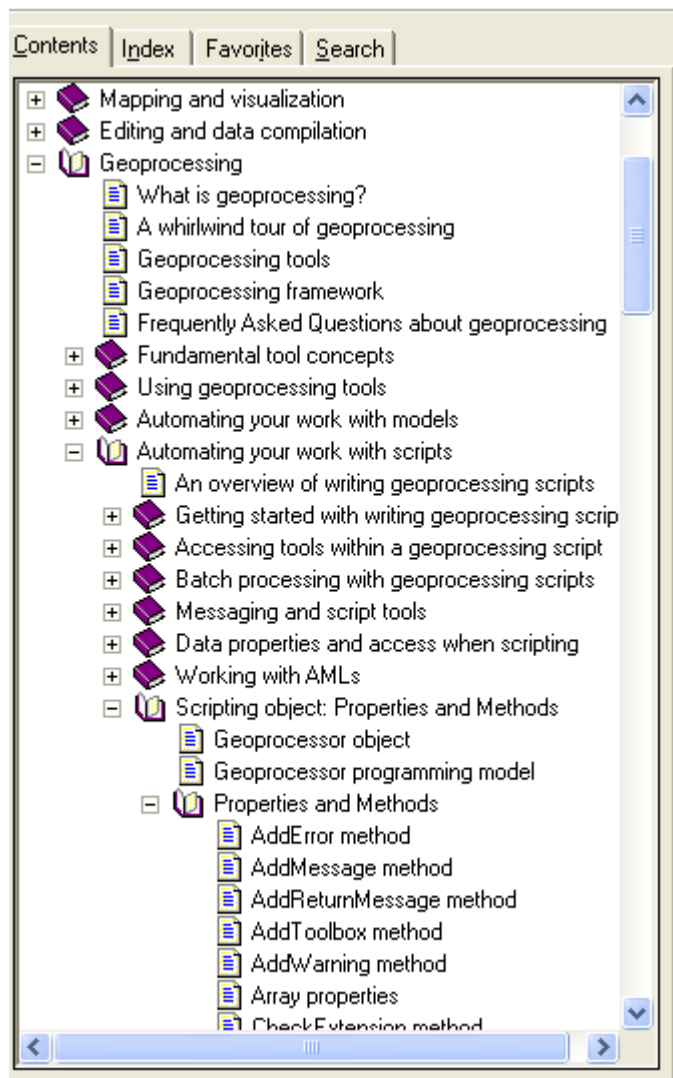 Contents Index Favorites Search
Mapping and visualization
Editing and data compilation
Geoprocessing
What is geoprocessing?
A whirlwind tour of geoprocessing
Geoprocessing tools
Geoprocessing framework
Frequently Asked Questions about geoprocessing
Fundamental tool concepts
Using geoprocessing tools
Automating your work with models
Automating your work with scripts
An overview of writing geoprocessing scripts
Getting started with writing geoprocessing scrip
Accessing tools within a geoprocessing script
Batch processing with geoprocessing scripts
Messaging and script tools
Data properties and access when scripting
Working with AMLs
Scripting object: Properties and Methods
Geoprocessor object
Geoprocessor programming model
Properties and Methods
AddError method
AddMessage method
AddReturnMessage method
AddToolbox method
AddWarning method
Array properties
CheckExtension method